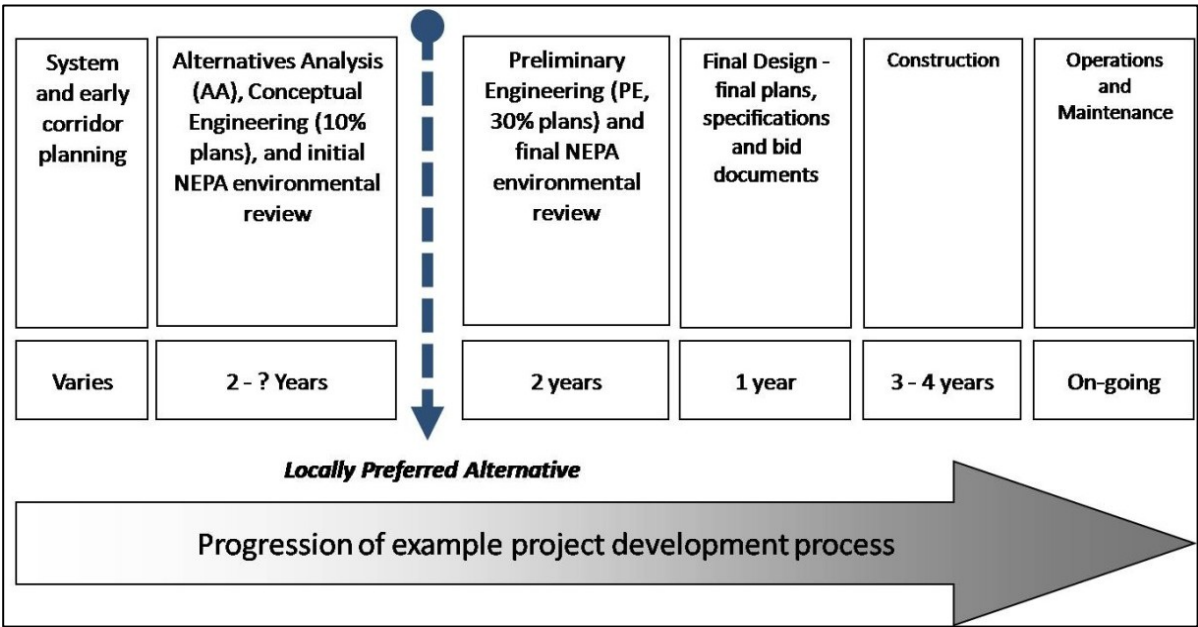 System
and early
corridor
planning
Alternatives Analysis
(AA), Conceptual
Engineering (10%
plans), and initial
NEPA environmental
review
Preliminary
Engineering (PE,
30% plans) and
final NEPA
environmental
review
Final Design -
final plans,
specifications
and bid
documents
Construction
Operations
and
Maintenance
Varies
2 - ? Years
2 years
1 year
3 - 4 years
On-going
Locally Preferred Alternative
Progression of example project development process